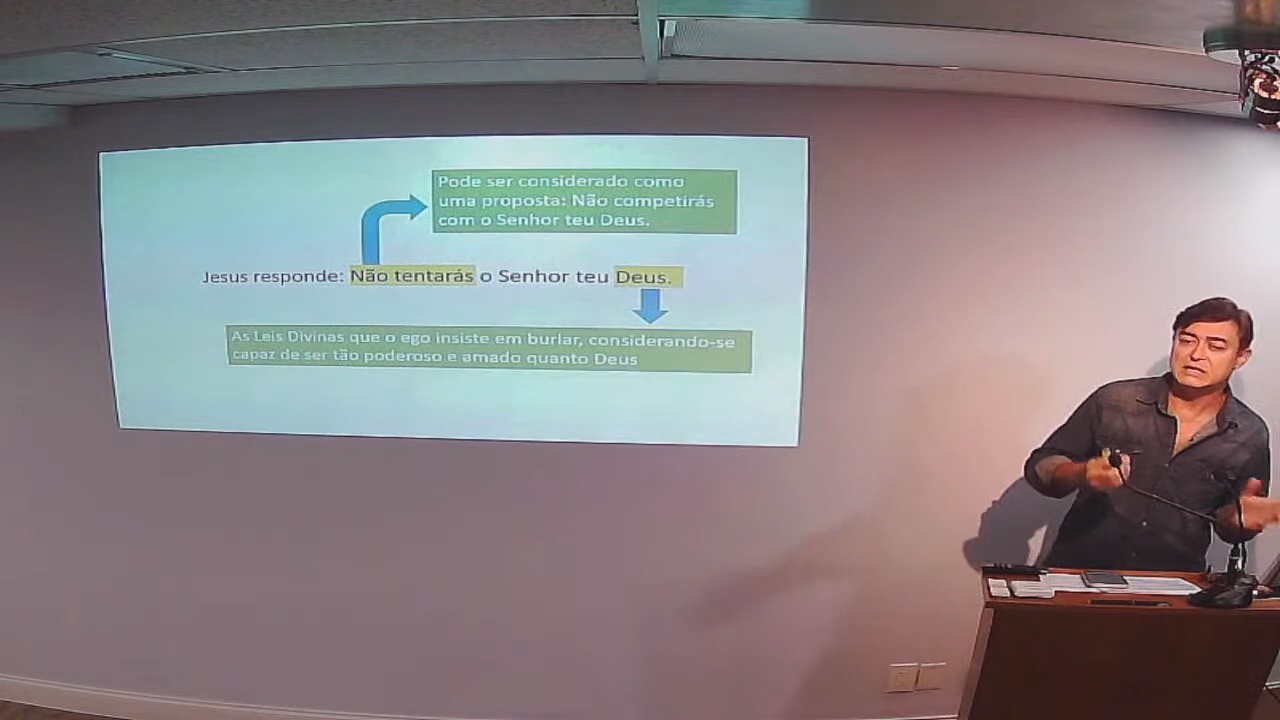 Pode ser considerado como
uma proposta: Não competirás
com o Senhor teu Deus.
Jesus responde: Não tentarás o Senhor teu Deus.
As Leis Divinas que o ego insiste em burlar, considerando-se
capaz de ser tão poderoso e amado quanto Deus